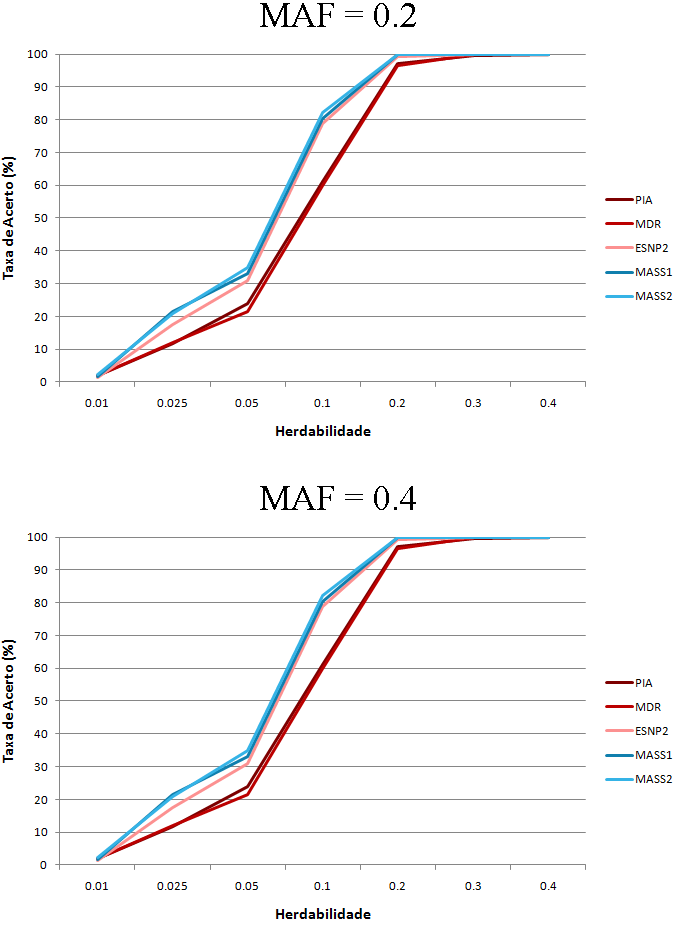 MAF = 0.2
100
90
80
70
60
50
40
30
20
10
0
Taxa de Acerto (%)
0.01 0.025 0.05 0.1 0.2 0.3 0.4
Herdabilidade
PIA
MDR
ESNP2
MASS1
MASS2
MAF = 0.4
100
90
80
70
60
50
40
30
20
10
0
Taxa de Acerto (%)
0.01 0.025 0.05 0.1 0.2 0.3 0.4
Herdabilidade
PIA
MDR
ESNP2
MASS1
MASS2